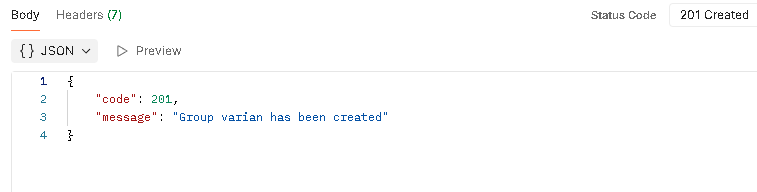 Body Headers (7) Status Code 201 Created
{} JSON Preview
1 {
2 "code": 201,
3 "message": "Group varian has been created"
4 }